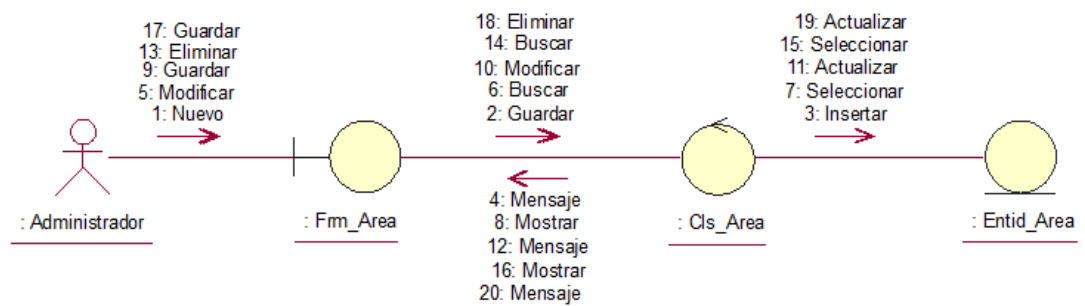 17: Guardar
13: Eliminar
9: Guardar
5: Modificar
1: Nuevo
18: Eliminar
14: Buscar
10: Modificar
6: Buscar
2: Guardar
19: Actualizar
15: Seleccionar
11: Actualizar
7: Seleccionar
3: Insertar
4: Mensaje
8: Mostrar
12: Mensaje
16: Mostrar
20: Mensaje
: Administrador
: Frm_Area
: Cls_Area
: Entid_Area